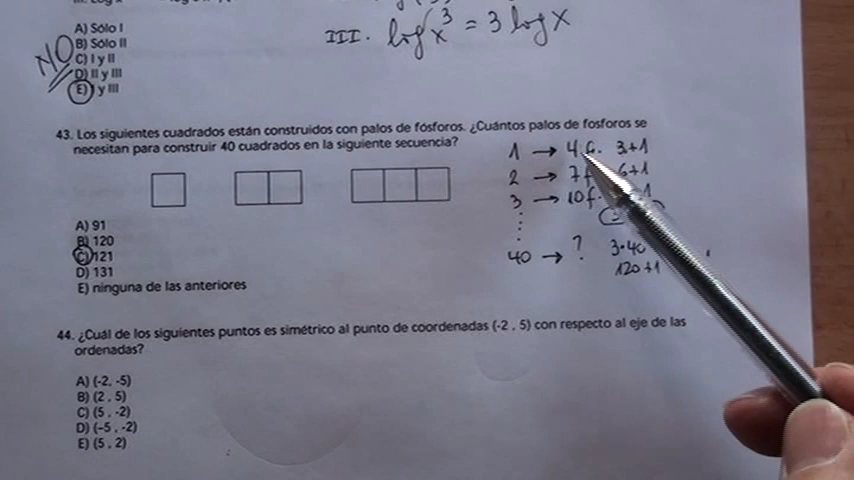 A) Sólo I
B) Sólo II
C) I y II
D) II y III
E) I y III
NO
III. log x³ = 3 log x
43. Los siguientes cuadrados están construidos con palos de fósforos. ¿Cuántos palos de fosforos se
necesitan para construir 40 cuadrados en la siguiente secuencia?
1 → 4 f. 3+1
2 → 7 f 6+1
3 → 10 f. 1
40 → ? 3·40
120+1
A) 91
B) 120
C) 121
D) 131
E) ninguna de las anteriores
44. ¿Cuál de los siguientes puntos es simétrico al punto de coordenadas (-2 , 5) con respecto al eje de las
ordenadas?
A) (-2, -5)
B) (2 , 5)
C) (5 , -2)
D) (-5 , -2)
E) (5 , 2)